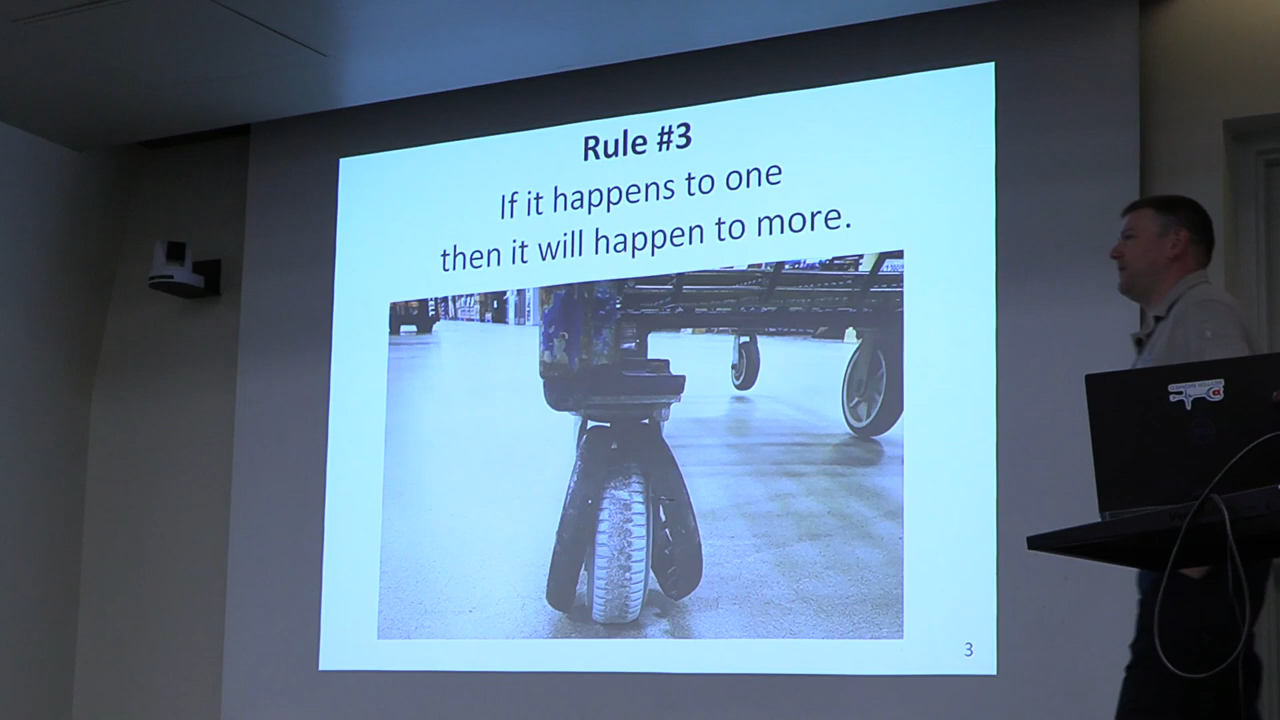 Rule #3
If it happens to one
then it will happen to more.
3